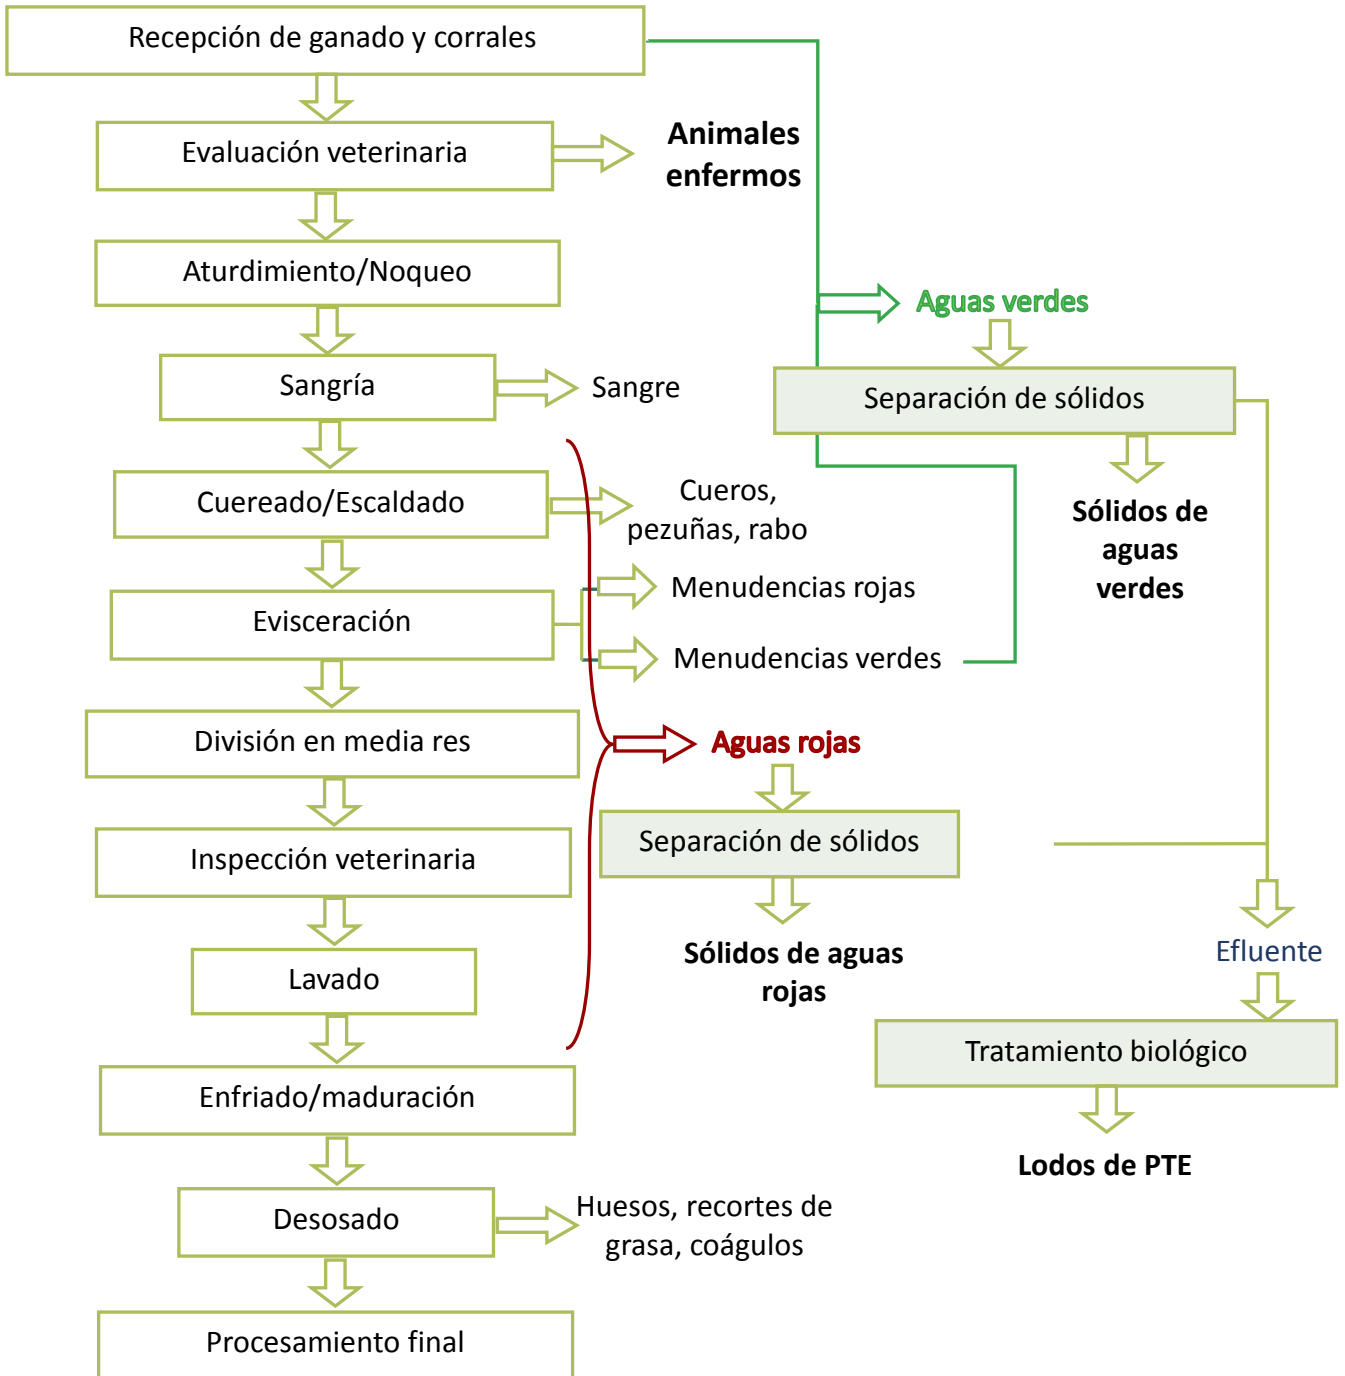 Recepción de ganado y corrales
Evaluación veterinaria
Animales
enfermos
Aturdimiento/Noqueo
Aguas verdes
Sangría
Sangre
Separación de sólidos
Cuereado/Escaldado
Cueros,
pezuñas, rabo
Sólidos de
aguas
verdes
Evisceración
Menudencias rojas
Menudencias verdes
División en media res
Aguas rojas
Inspección veterinaria
Separación de sólidos
Lavado
Sólidos de aguas
rojas
Efluente
Tratamiento biológico
Enfriado/maduración
Lodos de PTE
Desosado
Huesos, recortes de
grasa, coágulos
Procesamiento final